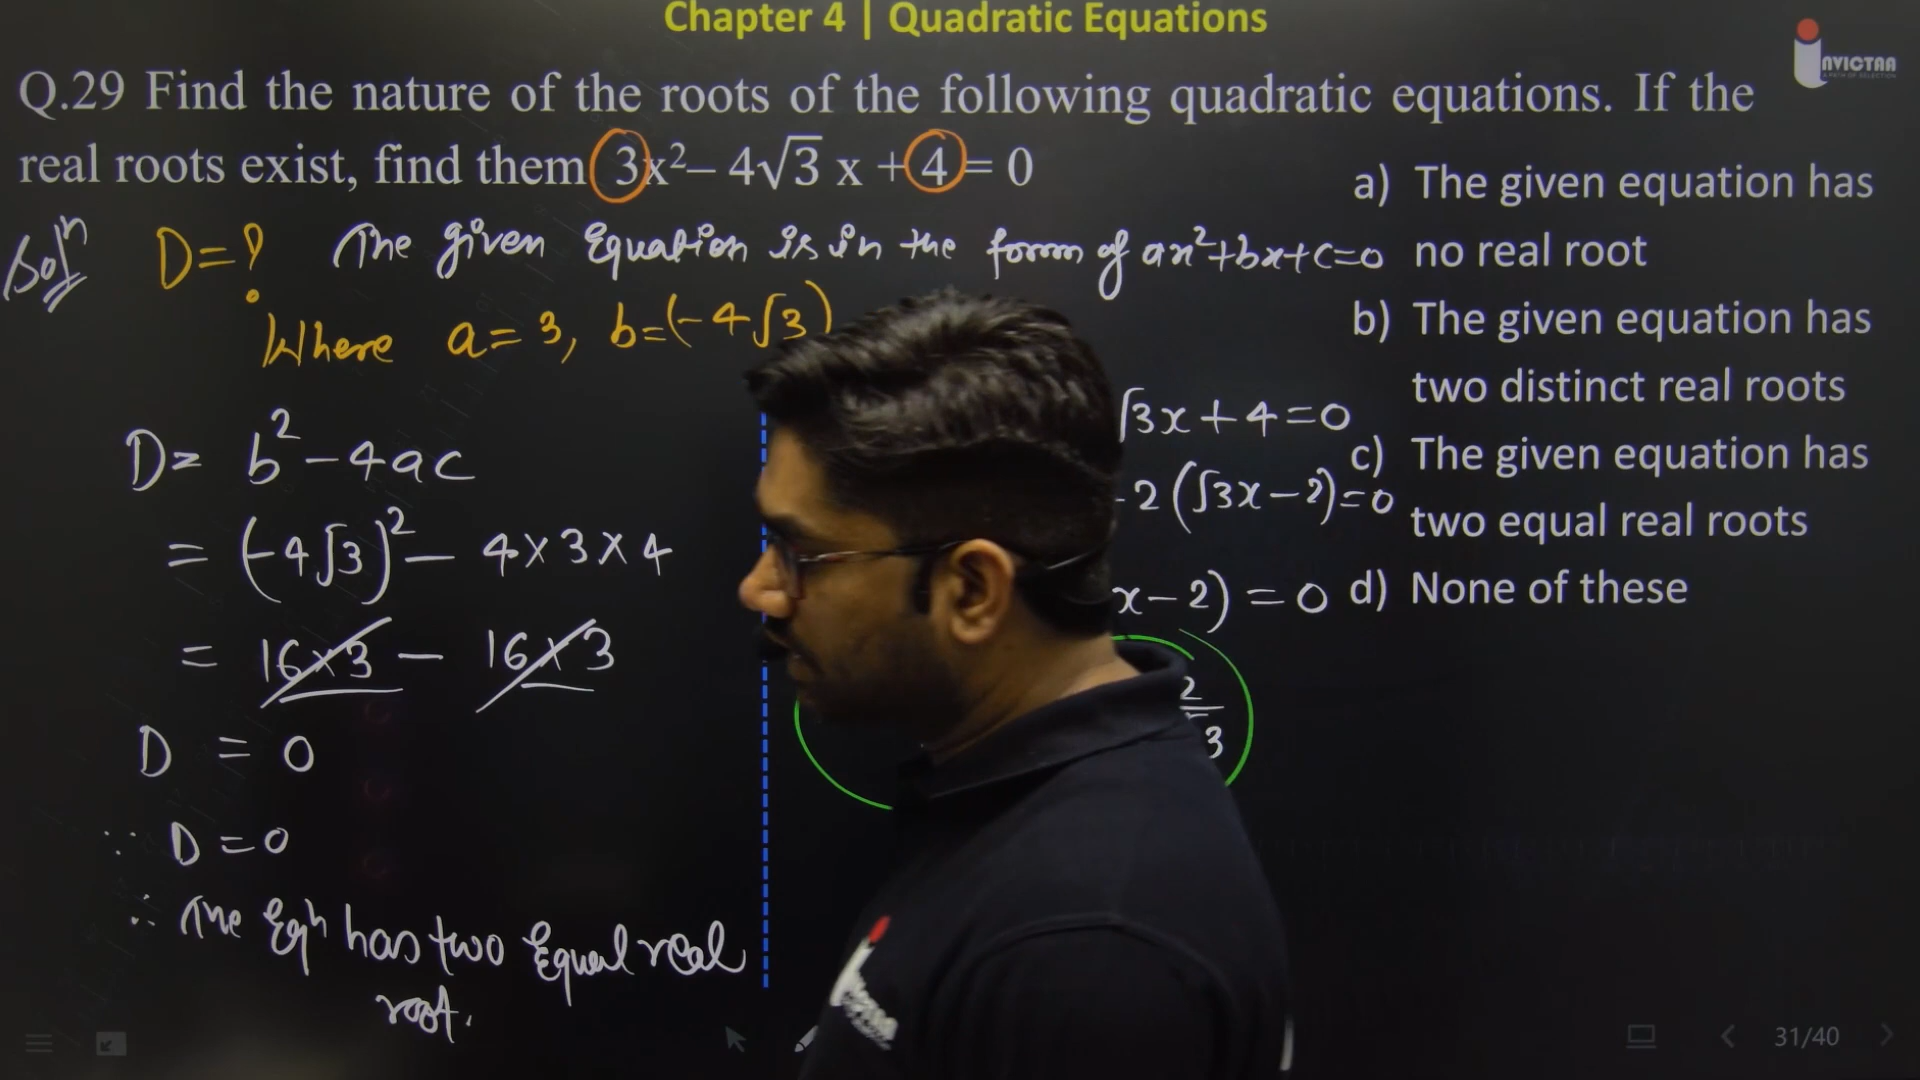 Chapter 4 | Quadratic Equations
NVICTAA
Q.29 Find the nature of the roots of the following quadratic equations. If the
real roots exist, find them 3x²– 4√3 x + 4 = 0
a) The given equation has
no real root
b) The given equation has
two distinct real roots
c) The given equation has
two equal real roots
d) None of these
Solⁿ D=? The given Equation is in the form of ax²+bx+c=0
Where a=3, b=(-4√3)
D= b²-4ac
= (-4√3)² - 4×3×4
= 16×3 - 16×3
D = 0
∵ D=0
∴ The Eqⁿ has two Equal real
root.
√3x+4=0
-2(√3x-2)=0
x-2)=0
2
3
31/40